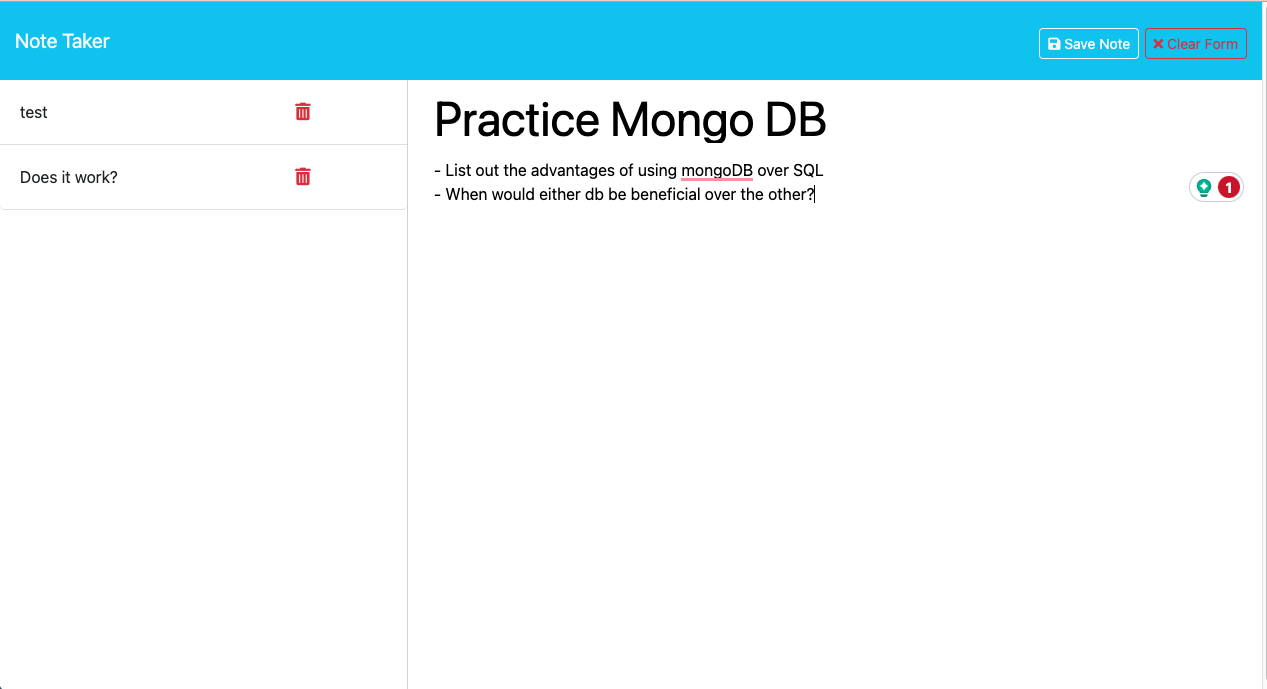 Note Taker
Save Note
Clear Form
test
Does it work?
Practice Mongo DB
- List out the advantages of using mongoDB over SQL
- When would either db be beneficial over the other?
1